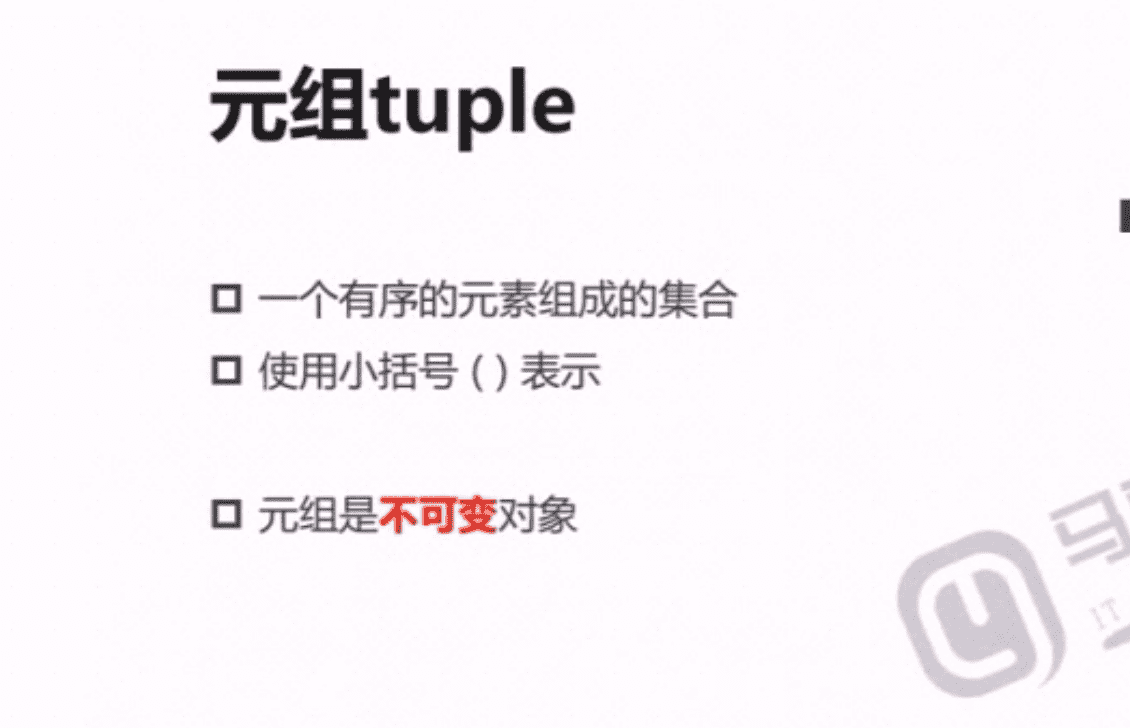 元组tuple
一个有序的元素组成的集合
使用小括号 ( ) 表示
元组是不可变对象
马
IT